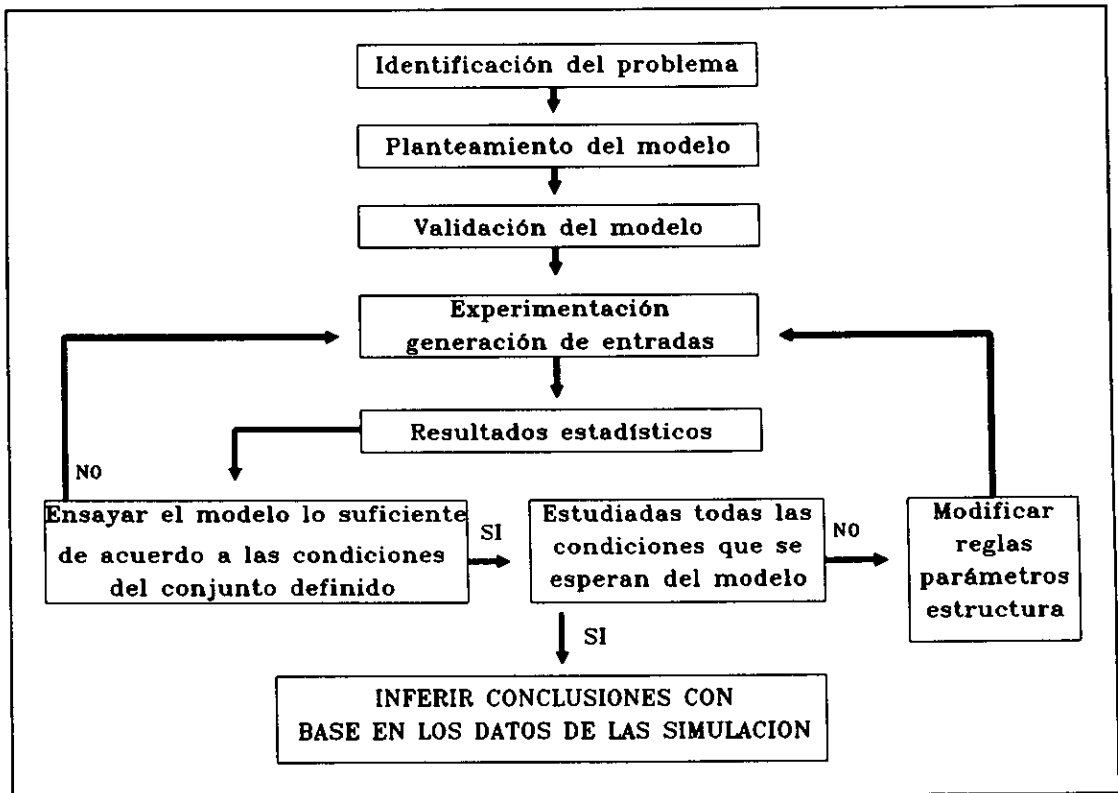 Identificación del problema
Planteamiento del modelo
Validación del modelo
Experimentación
generación de entradas
Resultados estadísticos
NO
Ensayar el modelo lo suficiente
de acuerdo a las condiciones
del conjunto definido
SI
Estudiadas todas las
condiciones que se
esperan del modelo
NO
Modificar
reglas
parámetros
estructura
SI
INFERIR CONCLUSIONES CON
BASE EN LOS DATOS DE LAS SIMULACION